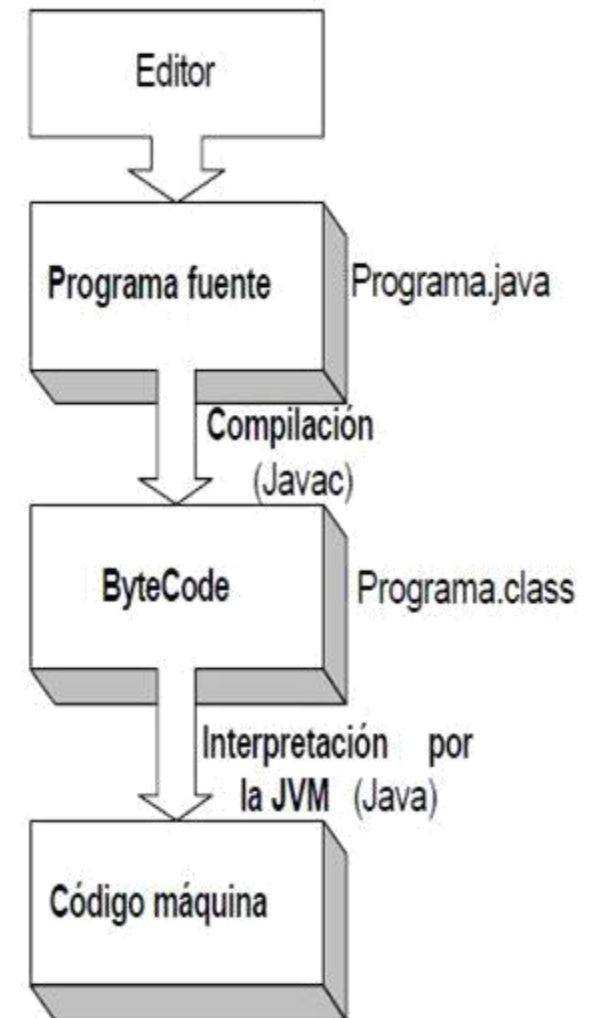 Editor
Programa fuente
Programa.java
Compilación
(Javac)
ByteCode
Programa.class
Interpretación por
la JVM (Java)
Código máquina